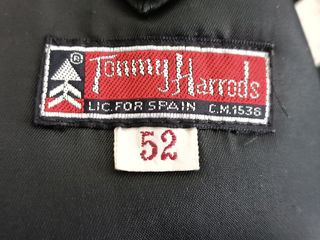 ® Tommy Harrods
LIC. FOR SPAIN C.M.1536
52